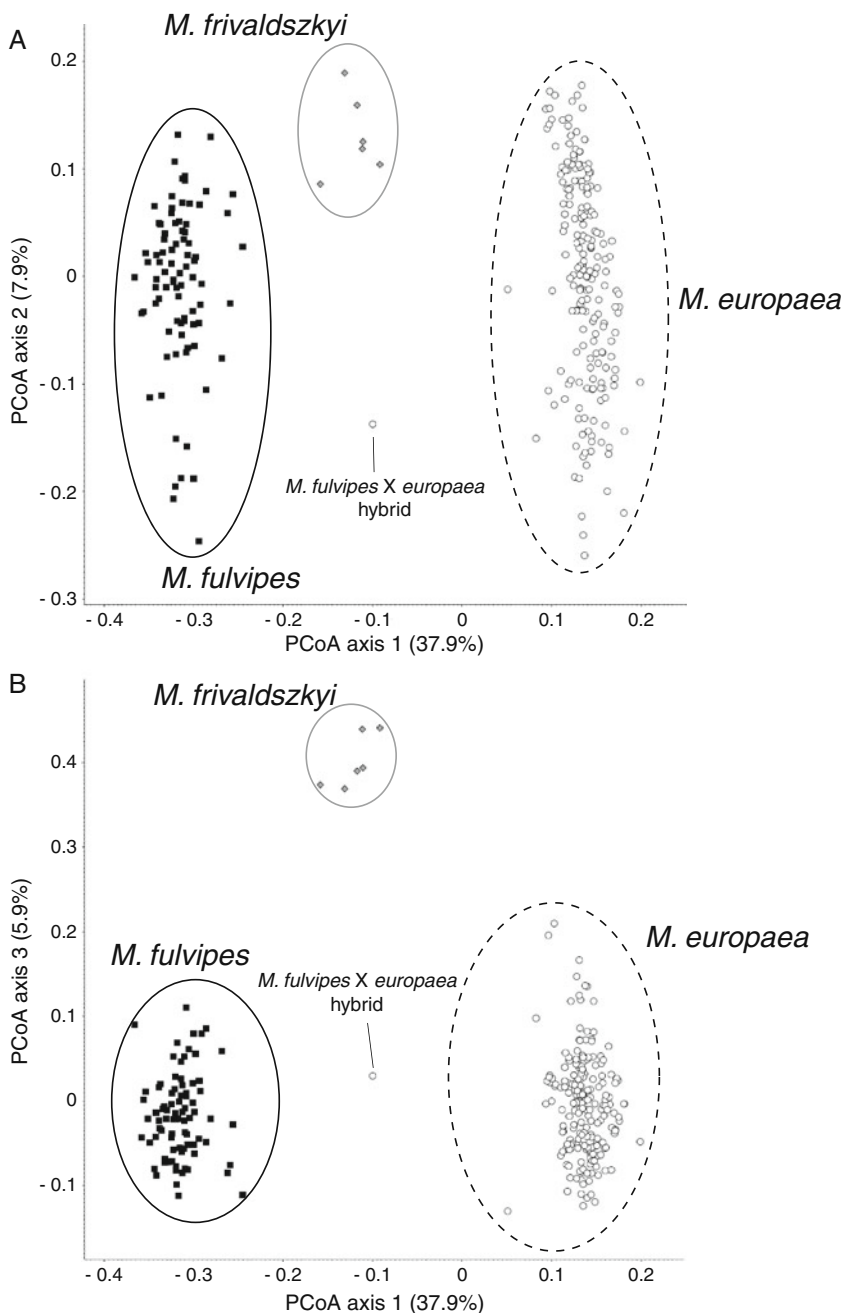 A
M. frivaldszkyi
0.2
0.1
0
- 0.1
- 0.2
- 0.3
PCoA axis 2 (7.9%)
M. europaea
M. fulvipes X europaea
hybrid
M. fulvipes
- 0.4
- 0.3
- 0.2
- 0.1
0
0.1
0.2
PCoA axis 1 (37.9%)
B
M. frivaldszkyi
0.4
0.3
0.2
0.1
0
- 0.1
PCoA axis 3 (5.9%)
M. europaea
M. fulvipes
M. fulvipes X europaea
hybrid
- 0.4
- 0.3
- 0.2
- 0.1
0
0.1
0.2
PCoA axis 1 (37.9%)